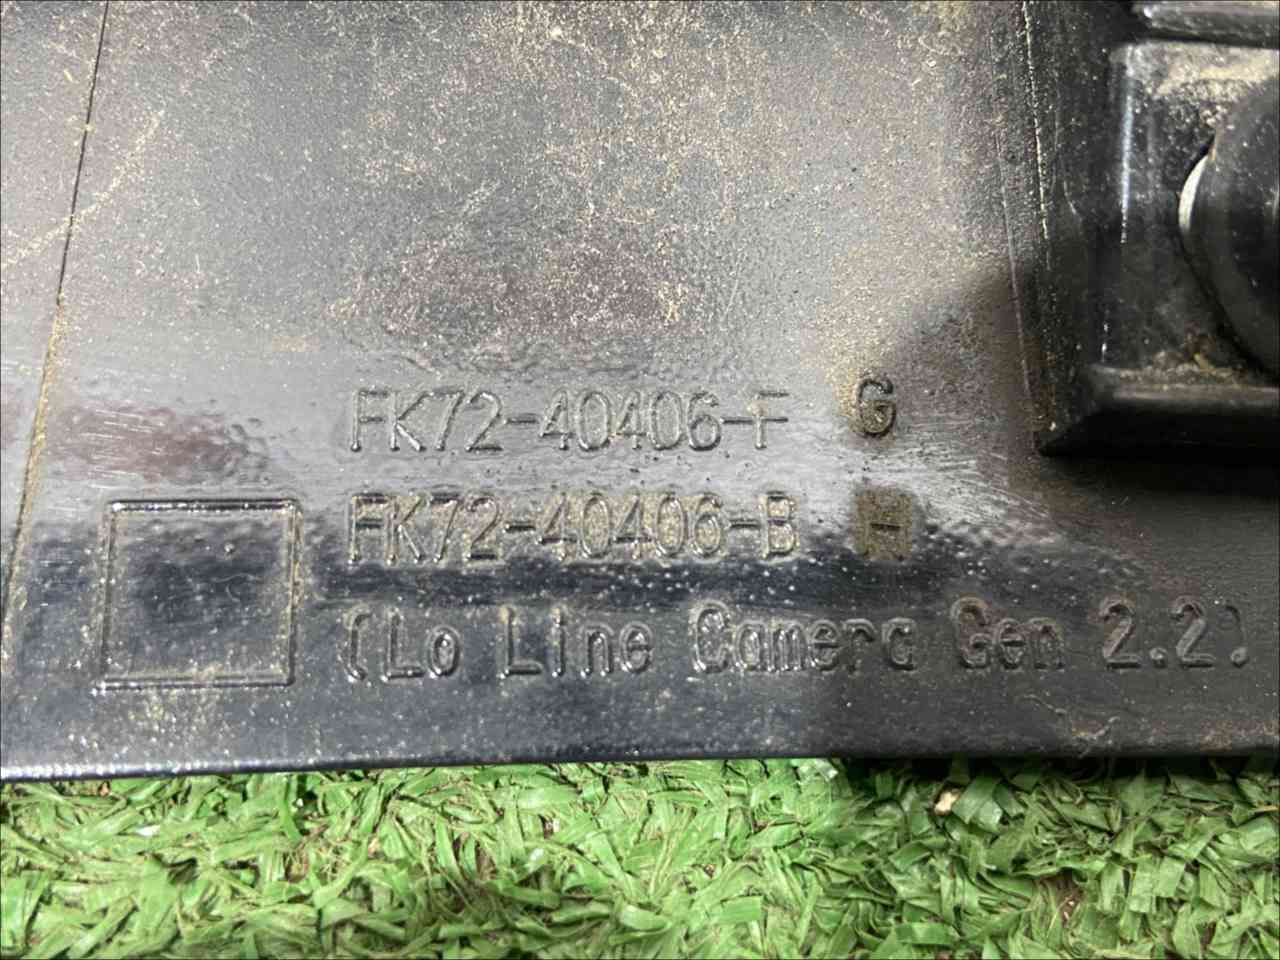 FK72-40406-F G
FK72-40406-B H
(Lo Line Camera Gen 2.2)